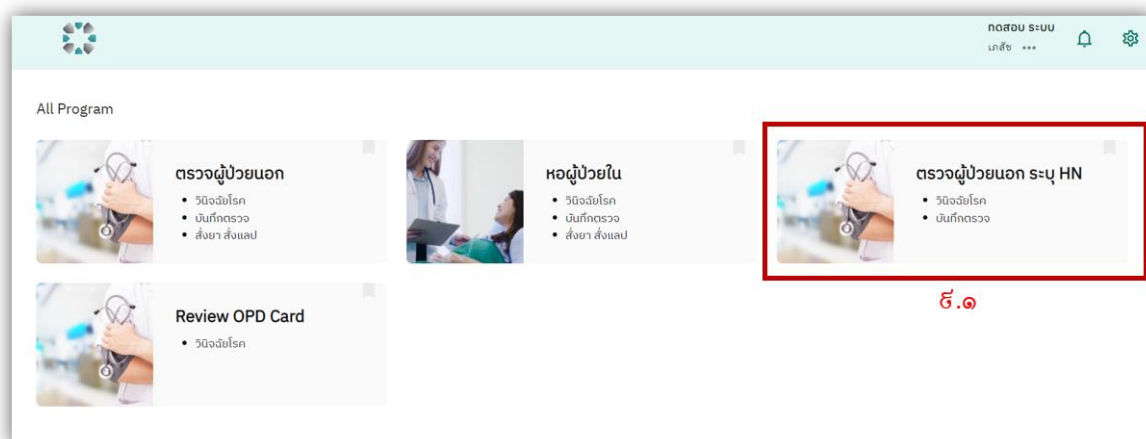 ทดสอบ ระบบ
เภสัช •••
All Program
ตรวจผู้ป่วยนอก
• วินิจฉัยโรค
• บันทึกตรวจ
• สั่งยา สั่งแลป
หอผู้ป่วยใน
• วินิจฉัยโรค
• บันทึกตรวจ
• สั่งยา สั่งแลป
ตรวจผู้ป่วยนอก ระบุ HN
• วินิจฉัยโรค
• บันทึกตรวจ
๕.๑
Review OPD Card
• วินิจฉัยโรค